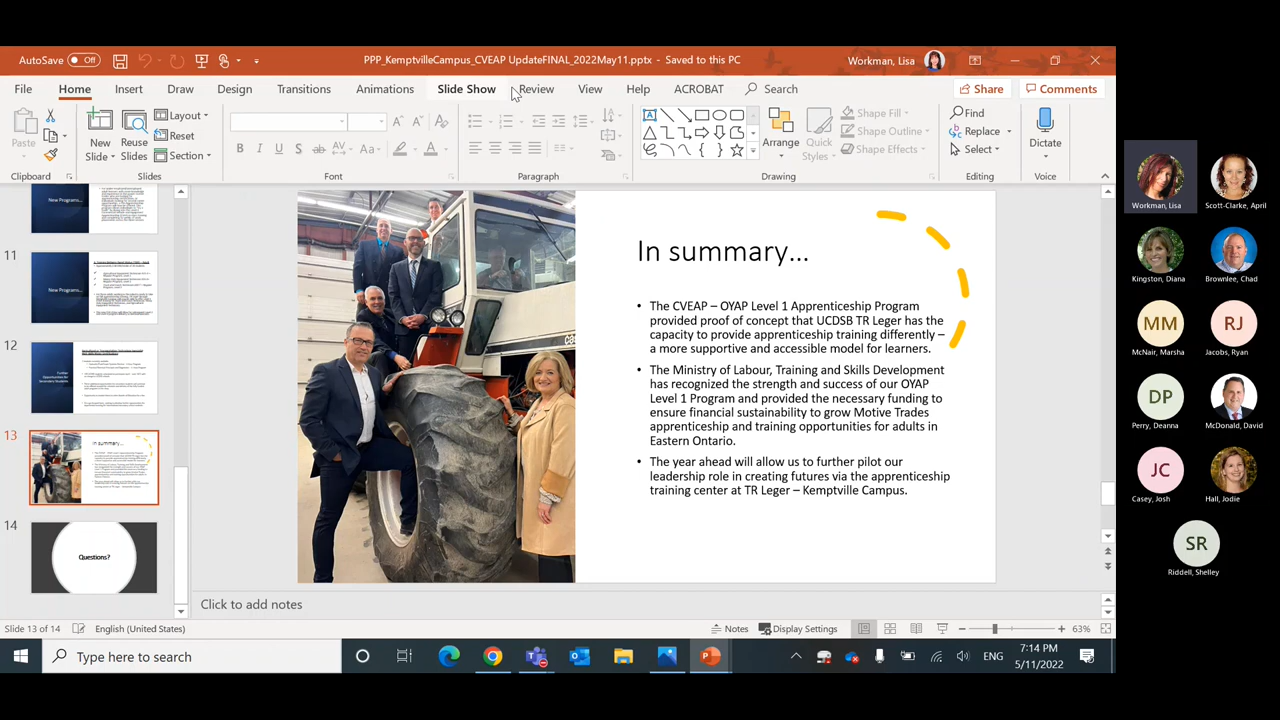 AutoSave Off
PPP_KemptvilleCampus_CVEAP UpdateFINAL_2022May11.pptx - Saved to this PC
Workman, Lisa
File Home Insert Draw Design Transitions Animations Slide Show Review View Help ACROBAT Search
Share Comments
Paste
New Slide
Reuse Slides
Layout
Reset
Section
Arrange
Quick Styles
Shape Fill
Shape Outline
Shape Effects
Find
Replace
Select
Dictate
Clipboard Slides Font Paragraph Drawing Editing Voice
New Programs...
11
New Programs...
12
Further Opportunities for Secondary Students
13
In summary...
14
Questions?
In summary...
• The CVEAP – OYAP Level 1 Apprenticeship Program
provided proof of concept that UCDSB TR Leger has the
capacity to provide apprenticeship training differently –
a more supportive and accessible model for learners.
• The Ministry of Labour, Training and Skills Development
has recognized the strength and success of our OYAP
Level 1 Program and provided the necessary funding to
ensure financial sustainability to grow Motive Trades
apprenticeship and training opportunities for adults in
Eastern Ontario.
• The year ahead will allow us to further pilot our
leadership role in creating futures via the apprenticeship
training center at TR Leger – Kemptville Campus.
Click to add notes
Slide 13 of 14
English (United States)
Notes
Display Settings
63%
Type here to search
ENG
7:14 PM
5/11/2022
Workman, Lisa
Scott-Clarke, April
Kingston, Diana
Brownlee, Chad
MM
McNair, Marsha
RJ
Jacobs, Ryan
DP
Perry, Deanna
McDonald, David
JC
Casey, Josh
Hall, Jodie
SR
Riddell, Shelley